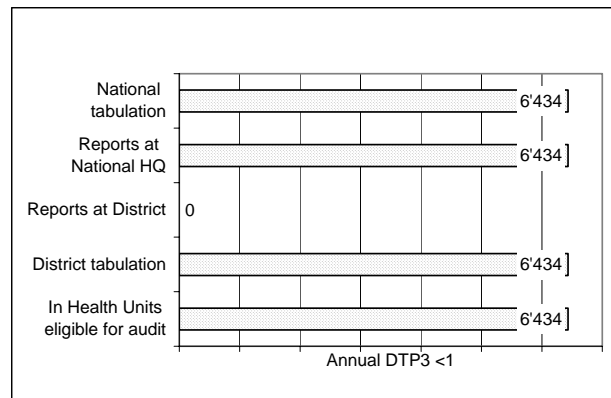 National
tabulation
6'434
Reports at
National HQ
6'434
Reports at District
0
District tabulation
6'434
In Health Units
eligible for audit
6'434
Annual DTP3 <1